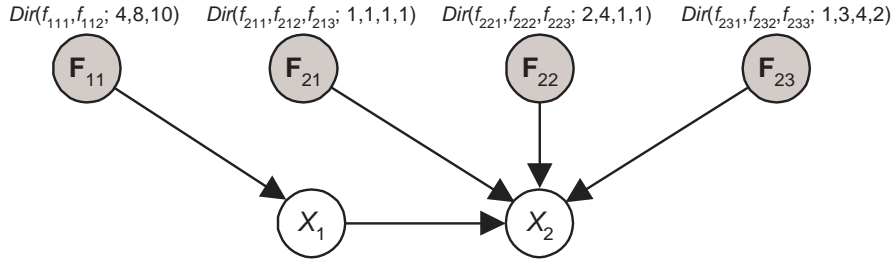 Dir(f₁₁₁,f₁₁₂; 4,8,10) Dir(f₂₁₁,f₂₁₂,f₂₁₃; 1,1,1,1) Dir(f₂₂₁,f₂₂₂,f₂₂₃; 2,4,1,1) Dir(f₂₃₁,f₂₃₂,f₂₃₃; 1,3,4,2)
F₁₁ F₂₁ F₂₂ F₂₃
X₁ X₂